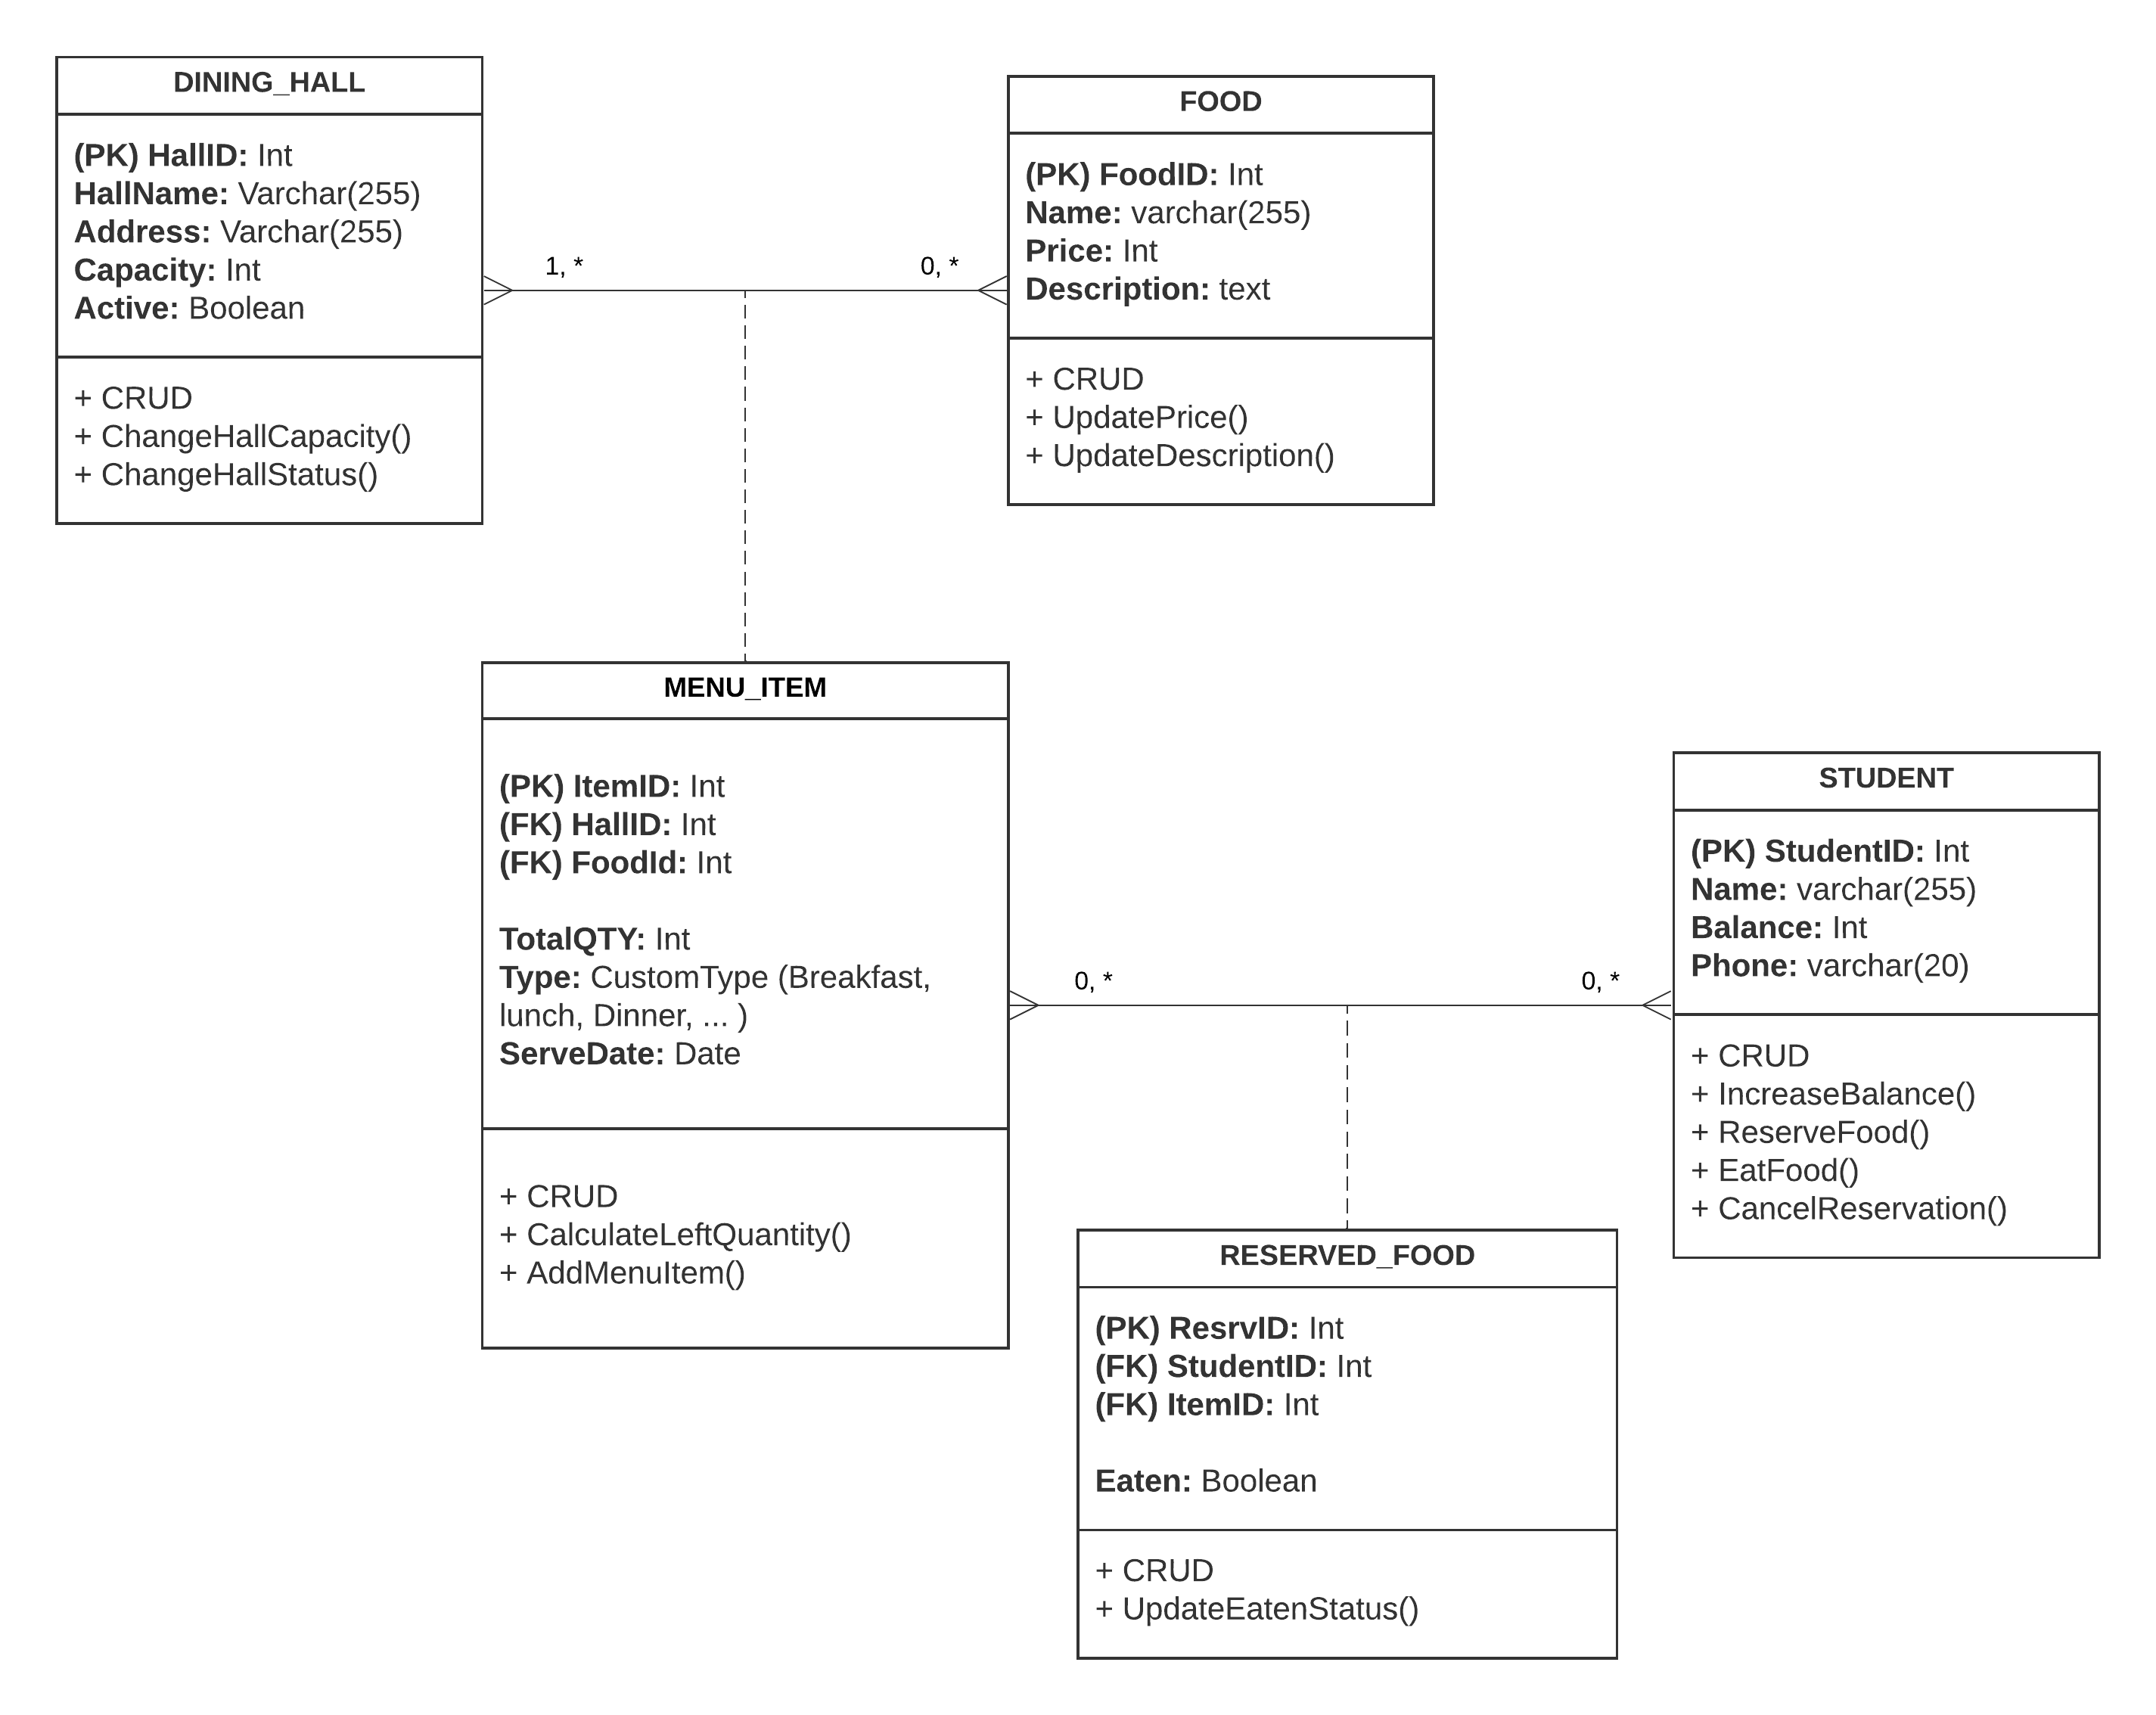 DINING_HALL
(PK) HallID: Int
HallName: Varchar(255)
Address: Varchar(255)
Capacity: Int
Active: Boolean
+ CRUD
+ ChangeHallCapacity()
+ ChangeHallStatus()
1, *
0, *
FOOD
(PK) FoodID: Int
Name: varchar(255)
Price: Int
Description: text
+ CRUD
+ UpdatePrice()
+ UpdateDescription()
MENU_ITEM
(PK) ItemID: Int
(FK) HallID: Int
(FK) FoodId: Int
TotalQTY: Int
Type: CustomType (Breakfast,
lunch, Dinner, ... )
ServeDate: Date
+ CRUD
+ CalculateLeftQuantity()
+ AddMenuItem()
0, *
0, *
STUDENT
(PK) StudentID: Int
Name: varchar(255)
Balance: Int
Phone: varchar(20)
+ CRUD
+ IncreaseBalance()
+ ReserveFood()
+ EatFood()
+ CancelReservation()
RESERVED_FOOD
(PK) ResrvID: Int
(FK) StudentID: Int
(FK) ItemID: Int
Eaten: Boolean
+ CRUD
+ UpdateEatenStatus()